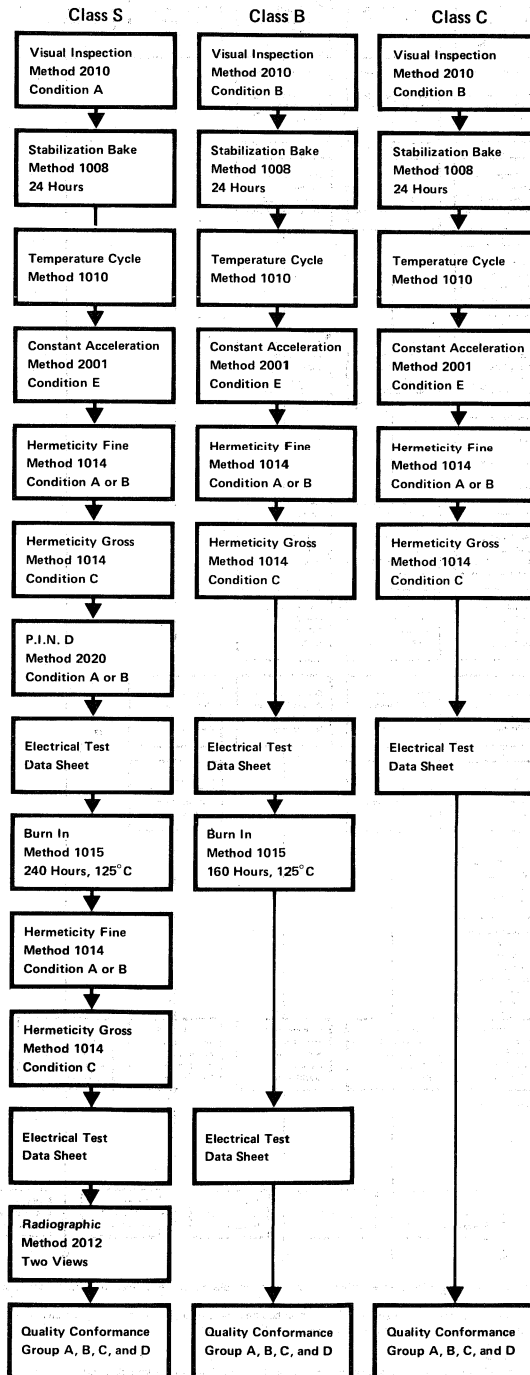 Class S
Visual Inspection
Method 2010
Condition A
Stabilization Bake
Method 1008
24 Hours
Temperature Cycle
Method 1010
Constant Acceleration
Method 2001
Condition E
Hermeticity Fine
Method 1014
Condition A or B
Hermeticity Gross
Method 1014
Condition C
P.I.N. D
Method 2020
Condition A or B
Electrical Test
Data Sheet
Burn In
Method 1015
240 Hours, 125°C
Hermeticity Fine
Method 1014
Condition A or B
Hermeticity Gross
Method 1014
Condition C
Electrical Test
Data Sheet
Radiographic
Method 2012
Two Views
Quality Conformance
Group A, B, C, and D
Class B
Visual Inspection
Method 2010
Condition B
Stabilization Bake
Method 1008
24 Hours
Temperature Cycle
Method 1010
Constant Acceleration
Method 2001
Condition E
Hermeticity Fine
Method 1014
Condition A or B
Hermeticity Gross
Method 1014
Condition C
Electrical Test
Data Sheet
Burn In
Method 1015
160 Hours, 125°C
Electrical Test
Data Sheet
Quality Conformance
Group A, B, C, and D
Class C
Visual Inspection
Method 2010
Condition B
Stabilization Bake
Method 1008
24 Hours
Temperature Cycle
Method 1010
Constant Acceleration
Method 2001
Condition E
Hermeticity Fine
Method 1014
Condition A or B
Hermeticity Gross
Method 1014
Condition C
Electrical Test
Data Sheet
Quality Conformance
Group A, B, C, and D